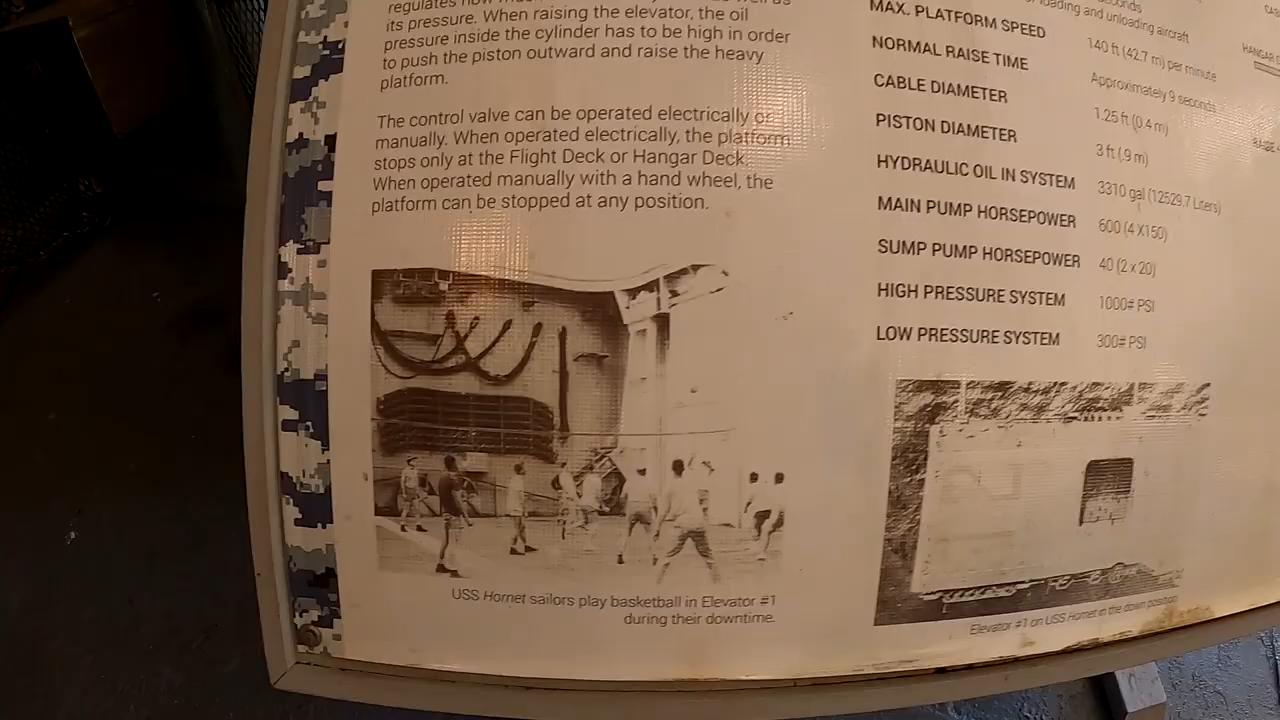 its pressure. When raising the elevator, the oil
pressure inside the cylinder has to be high in order
to push the piston outward and raise the heavy
platform.
The control valve can be operated electrically or
manually. When operated electrically, the platform
stops only at the Flight Deck or Hangar Deck.
When operated manually with a hand wheel, the
platform can be stopped at any position.
USS Hornet sailors play basketball in Elevator #1
during their downtime.
loading and unloading aircraft
MAX. PLATFORM SPEED 140 ft (42.7 m) per minute
NORMAL RAISE TIME Approximately 9 seconds
CABLE DIAMETER 1.25 ft (0.4 m)
PISTON DIAMETER 3 ft (.9 m)
HYDRAULIC OIL IN SYSTEM 3310 gal (12529.7 Liters)
MAIN PUMP HORSEPOWER 600 (4 X150)
SUMP PUMP HORSEPOWER 40 (2 x 20)
HIGH PRESSURE SYSTEM 1000# PSI
LOW PRESSURE SYSTEM 300# PSI
Elevator #1 on USS Hornet in the down position